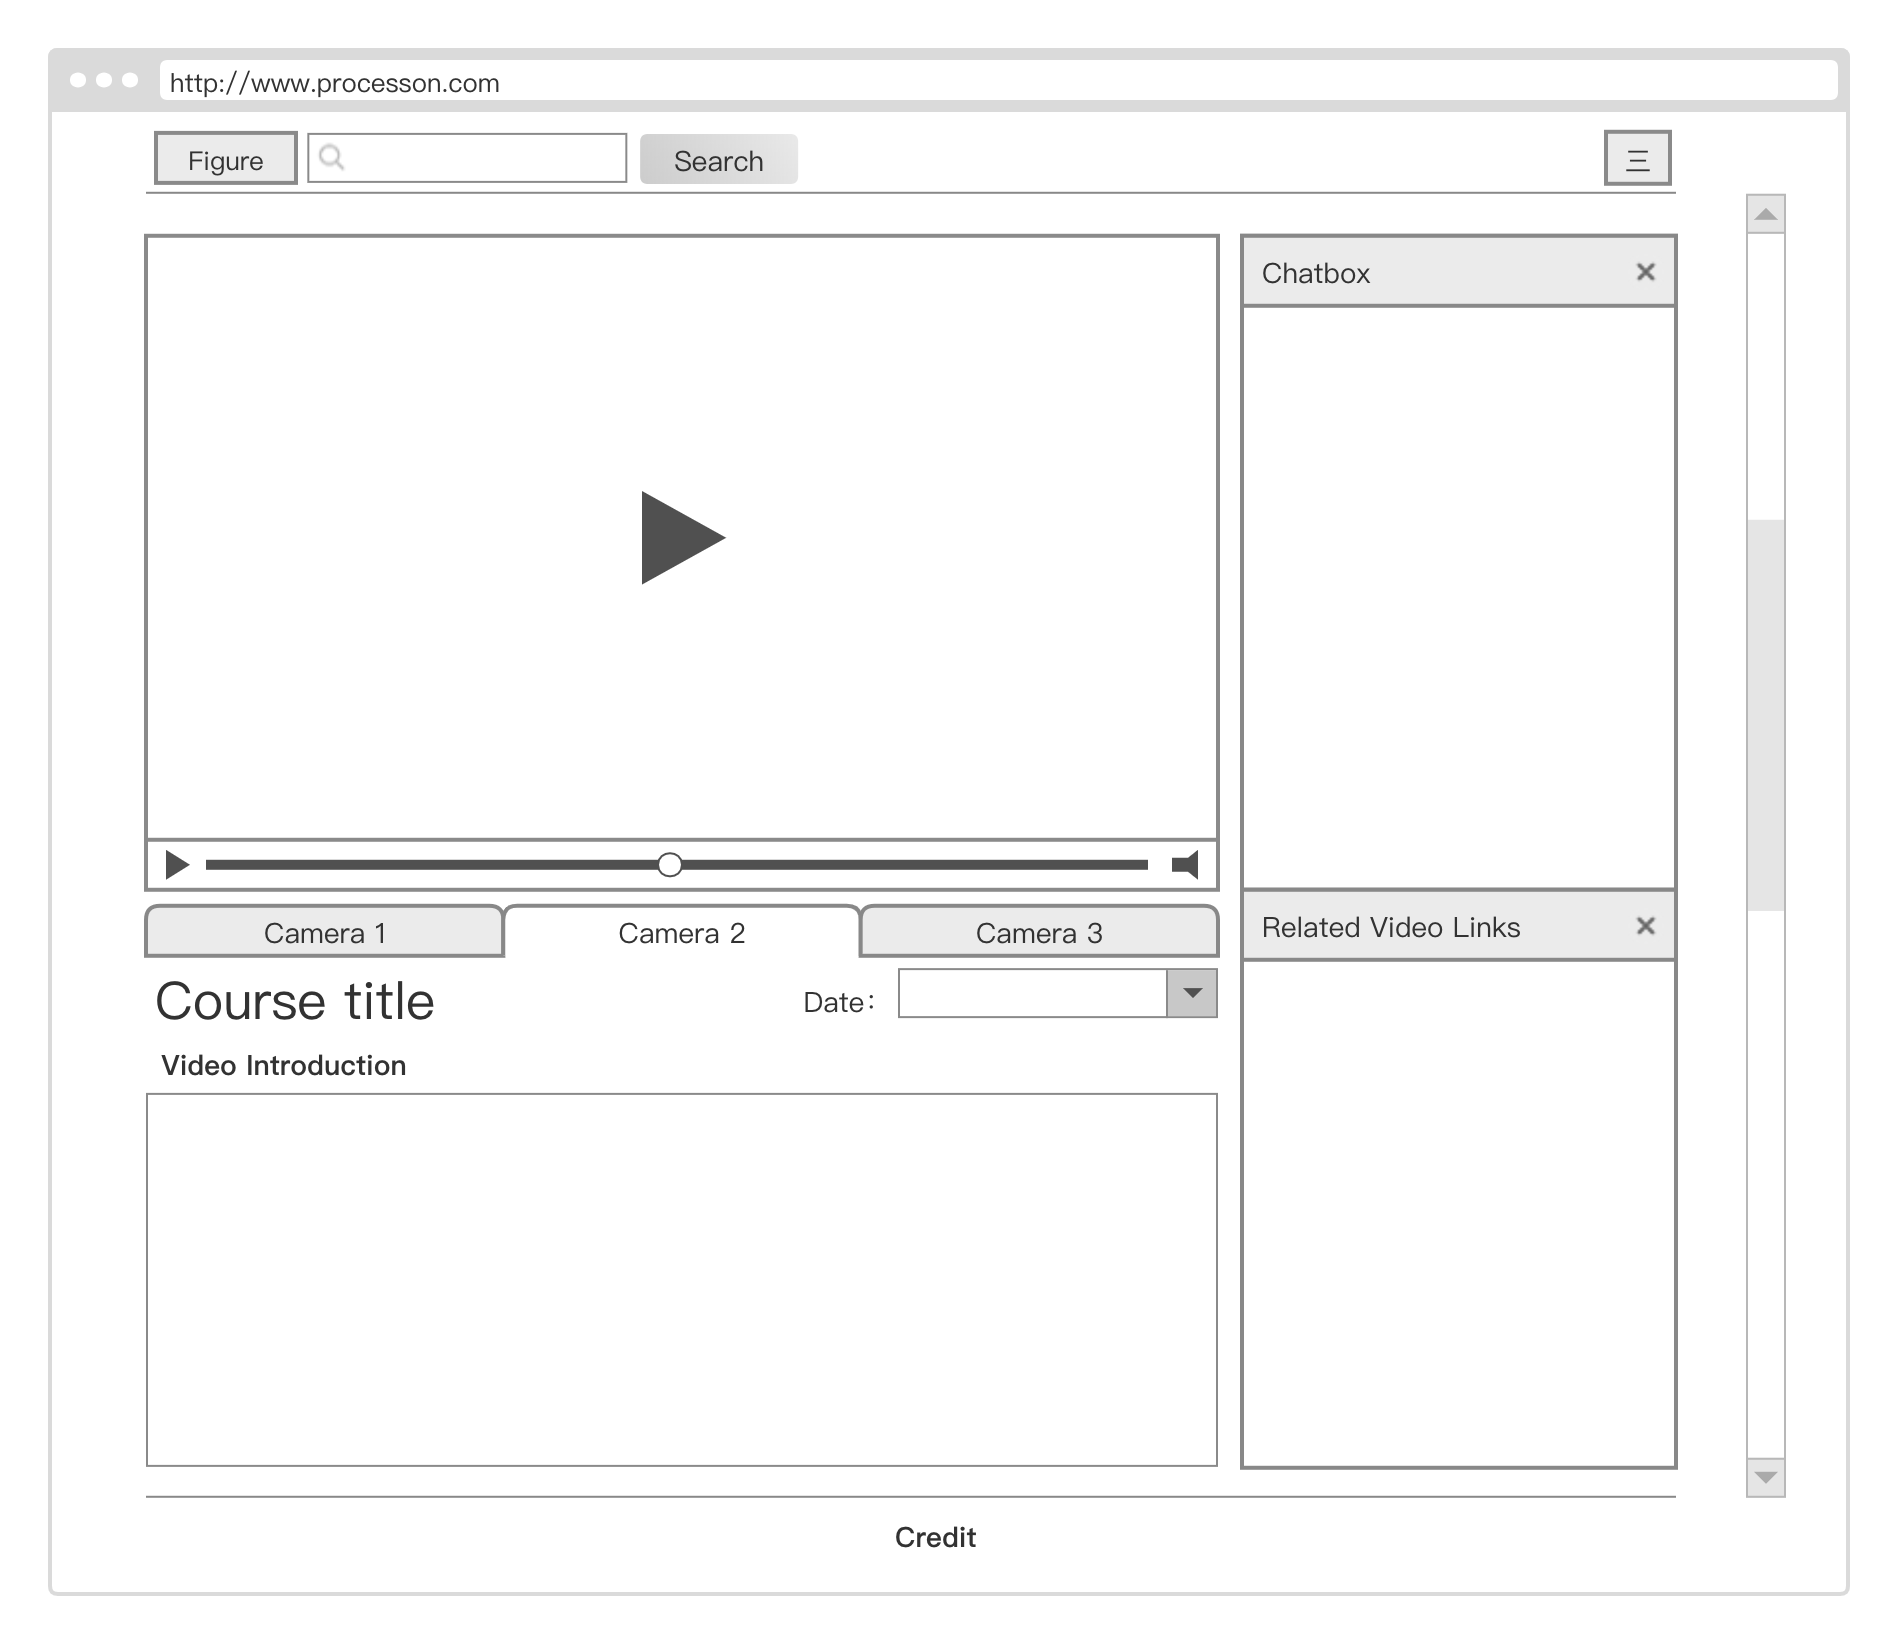 http://www.processon.com
Figure
Search
三
Chatbox
Camera 1
Camera 2
Camera 3
Related Video Links
Course title
Date：
Video Introduction
Credit